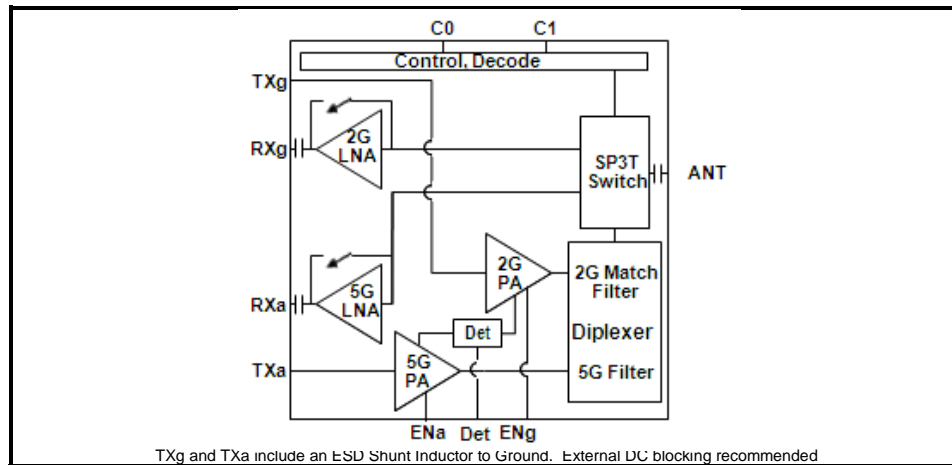 C0 C1
Control, Decode
TXg
2G
LNA
RXg
SP3T
Switch
ANT
2G
PA
2G Match
Filter
5G
LNA
RXa
Det
Diplexer
5G
PA
TXa
5G Filter
ENa Det ENg
TXg and TXa include an ESD Shunt Inductor to Ground. External DC blocking recommended